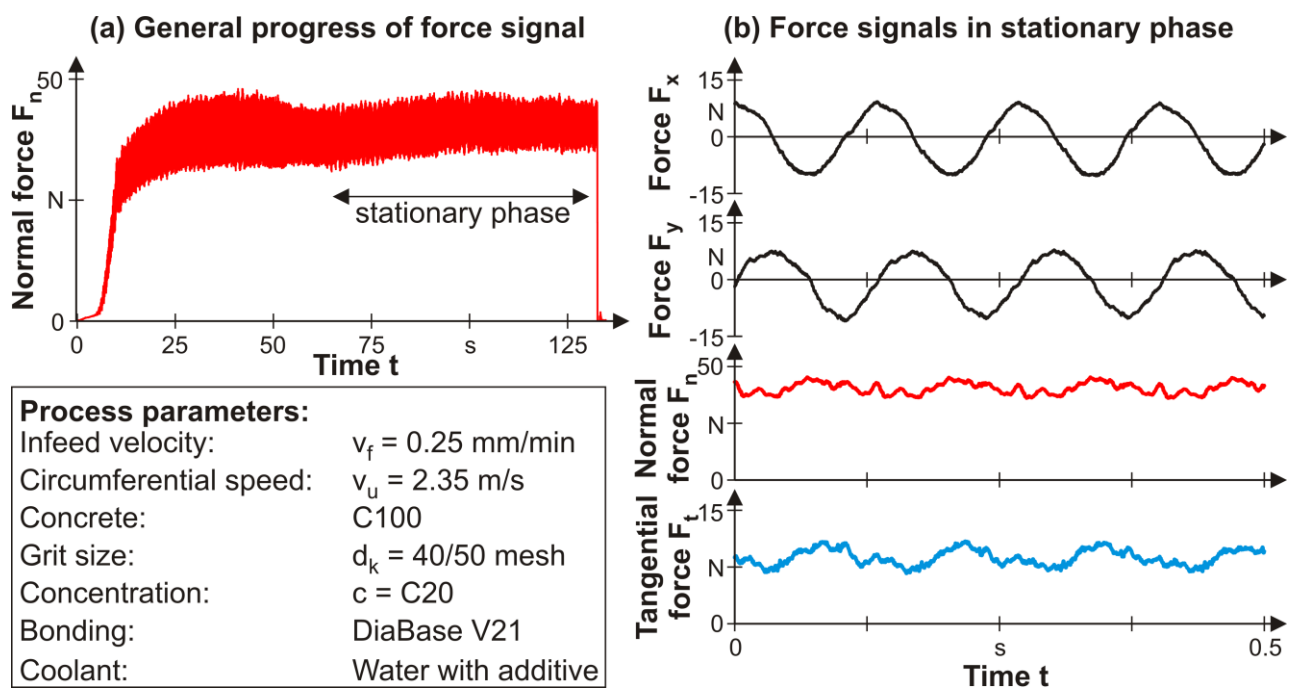 (a) General progress of force signal
50
N
0
Normal force Fn
stationary phase
0 25 50 75 s 125
Time t
Process parameters:
Infeed velocity: vf = 0.25 mm/min
Circumferential speed: vu = 2.35 m/s
Concrete: C100
Grit size: dk = 40/50 mesh
Concentration: c = C20
Bonding: DiaBase V21
Coolant: Water with additive
(b) Force signals in stationary phase
Force Fx
15
N
0
-15
Force Fy
15
N
0
-15
Normal
force Fn
50
N
0
Tangential
force Ft
15
N
0
0 s 0.5
Time t